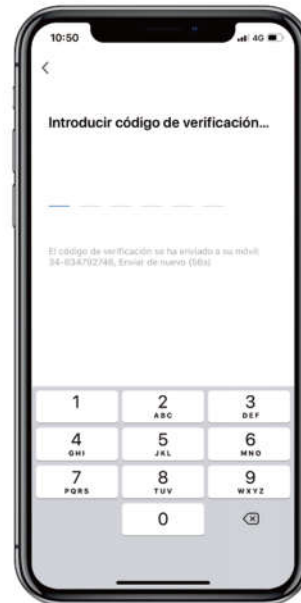 10:50
4G
Introducir código de verificación...
El código de verificación se ha enviado a su móvil:
34-634792746, Enviar de nuevo (58s)
1
2
ABC
3
DEF
4
GHI
5
JKL
6
MNO
7
PQRS
8
TUV
9
WXYZ
0